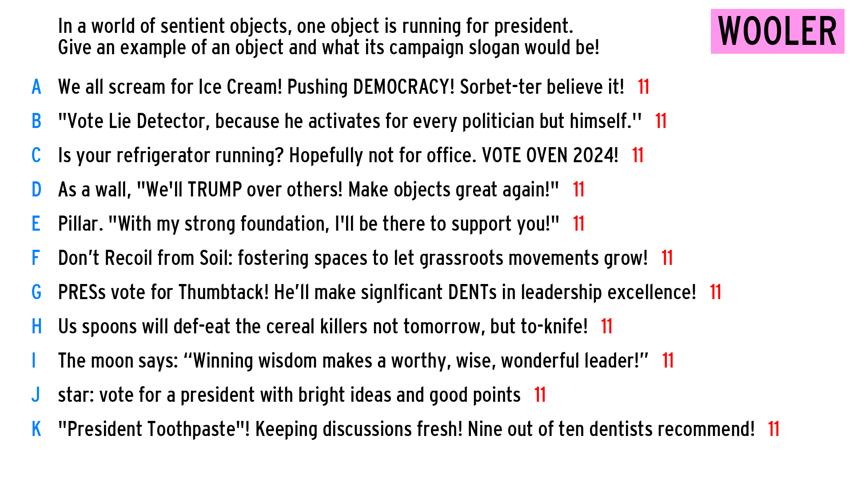 In a world of sentient objects, one object is running for president.
Give an example of an object and what its campaign slogan would be!
WOOLER
A We all scream for Ice Cream! Pushing DEMOCRACY! Sorbet-ter believe it! 11
B "Vote Lie Detector, because he activates for every politician but himself.'' 11
C Is your refrigerator running? Hopefully not for office. VOTE OVEN 2024! 11
D As a wall, "We'll TRUMP over others! Make objects great again!" 11
E Pillar. "With my strong foundation, I'll be there to support you!" 11
F Don’t Recoil from Soil: fostering spaces to let grassroots movements grow! 11
G PRESs vote for Thumbtack! He’ll make signIficant DENTs in leadership excellence! 11
H Us spoons will def-eat the cereal killers not tomorrow, but to-knife! 11
I The moon says: “Winning wisdom makes a worthy, wise, wonderful leader!” 11
J star: vote for a president with bright ideas and good points 11
K "President Toothpaste"! Keeping discussions fresh! Nine out of ten dentists recommend! 11